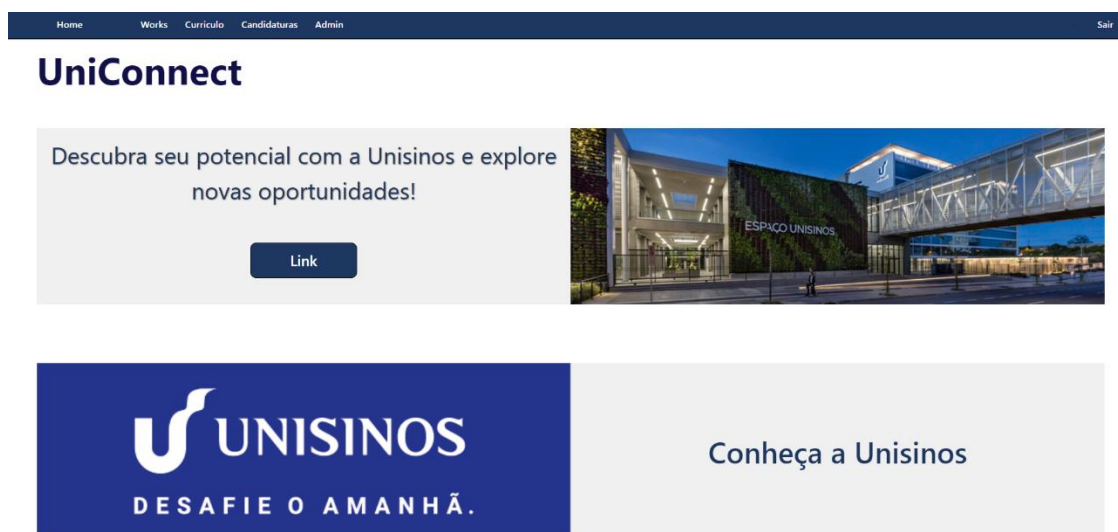 Home Works Curriculo Candidaturas Admin Sair
UniConnect
Descubra seu potencial com a Unisinos e explore
novas oportunidades!
Link
ESPAÇO UNISINOS
UNISINOS
DESAFIE O AMANHÃ.
Conheça a Unisinos